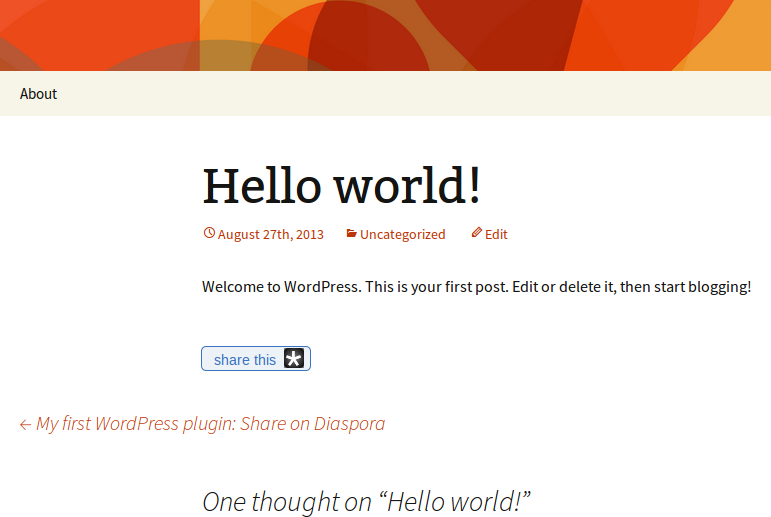 About
Hello world!
August 27th, 2013 Uncategorized Edit
Welcome to WordPress. This is your first post. Edit or delete it, then start blogging!
share this
← My first WordPress plugin: Share on Diaspora
One thought on “Hello world!”